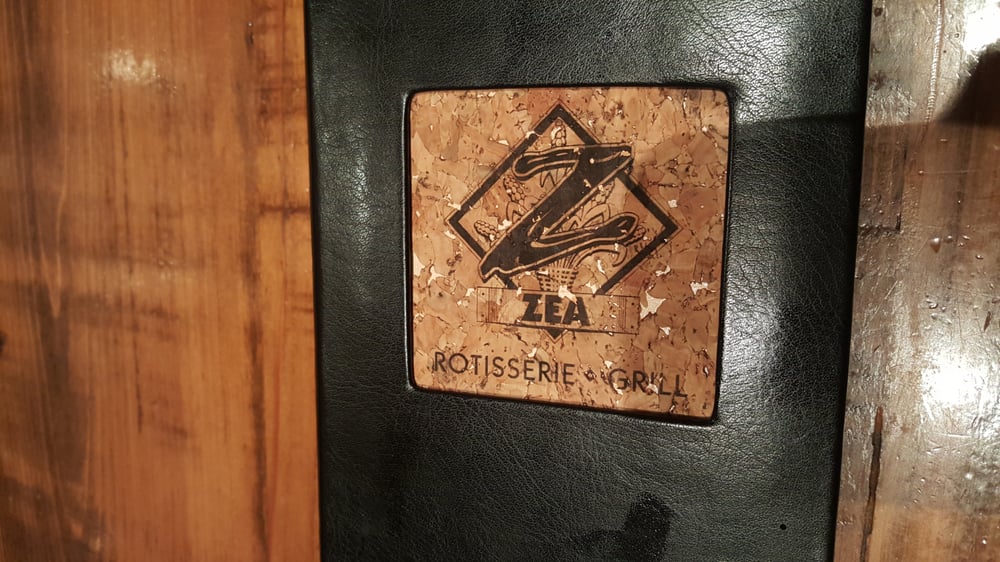 Z
ZEA
ROTISSERIE • GRILL